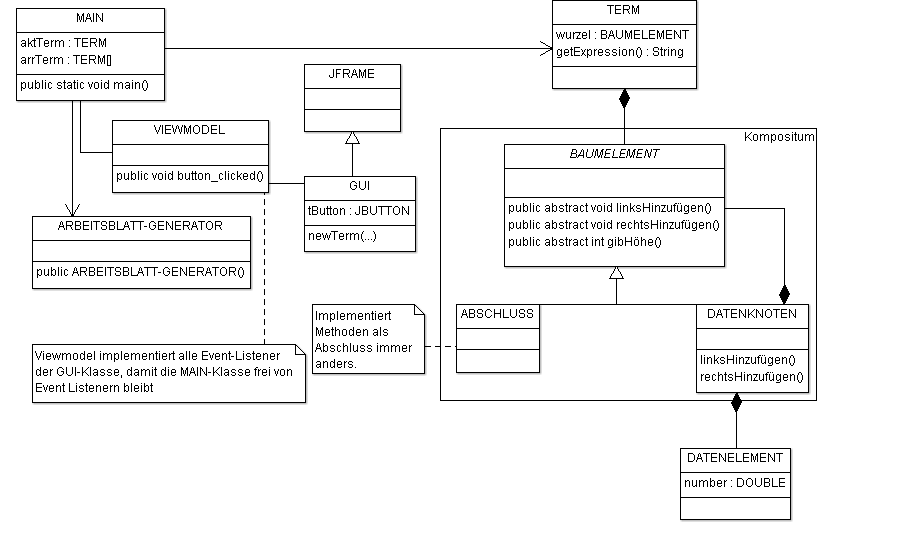 MAIN
aktTerm : TERM
arrTerm : TERM[]
public static void main()
TERM
wurzel : BAUMELEMENT
getExpression() : String
JFRAME
VIEWMODEL
public void button_clicked()
GUI
tButton : JBUTTON
newTerm(...)
ARBEITSBLATT-GENERATOR
public ARBEITSBLATT-GENERATOR()
Kompositum
BAUMELEMENT
public abstract void linksHinzufügen()
public abstract void rechtsHinzufügen()
public abstract int gibHöhe()
Implementiert
Methoden als
Abschluss immer
anders.
ABSCHLUSS
DATENKNOTEN
linksHinzufügen()
rechtsHinzufügen()
Viewmodel implementiert alle Event-Listener
der GUI-Klasse, damit die MAIN-Klasse frei von
Event Listenern bleibt
DATENELEMENT
number : DOUBLE